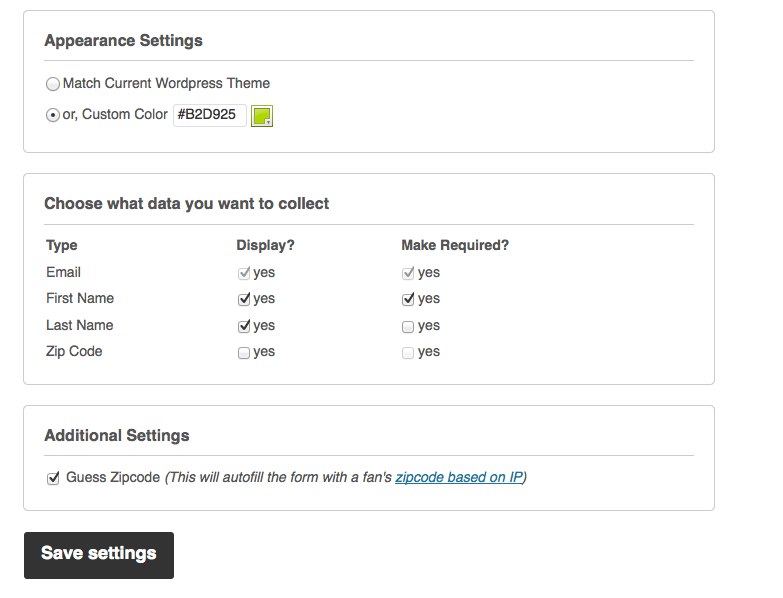 Appearance Settings
Match Current Wordpress Theme
or, Custom Color #B2D925
Choose what data you want to collect
Type Display? Make Required?
Email yes yes
First Name yes yes
Last Name yes yes
Zip Code yes yes
Additional Settings
Guess Zipcode (This will autofill the form with a fan's zipcode based on IP)
Save settings